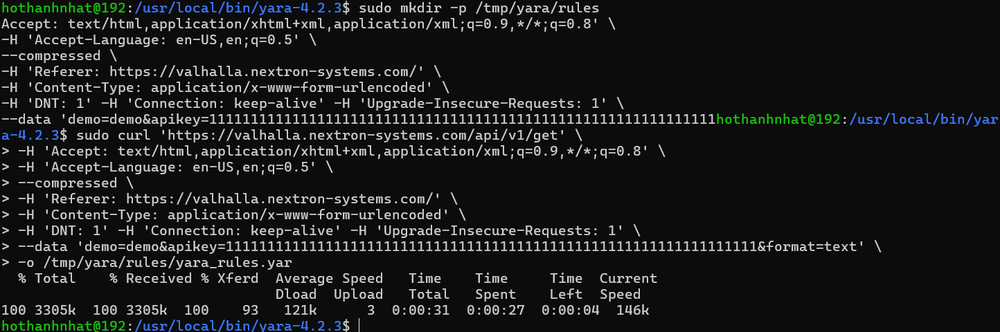 hothanhnhat@192:/usr/local/bin/yara-4.2.3$ sudo mkdir -p /tmp/yara/rules
Accept: text/html,application/xhtml+xml,application/xml;q=0.9,*/*;q=0.8' \
-H 'Accept-Language: en-US,en;q=0.5' \
--compressed \
-H 'Referer: https://valhalla.nextron-systems.com/' \
-H 'Content-Type: application/x-www-form-urlencoded' \
-H 'DNT: 1' -H 'Connection: keep-alive' -H 'Upgrade-Insecure-Requests: 1' \
--data 'demo=demo&apikey=1111111111111111111111111111111111111111111111111111111111111hothanhnhat@192:/usr/local/bin/yar
a-4.2.3$ sudo curl 'https://valhalla.nextron-systems.com/api/v1/get' \
> -H 'Accept: text/html,application/xhtml+xml,application/xml;q=0.9,*/*;q=0.8' \
> -H 'Accept-Language: en-US,en;q=0.5' \
> --compressed \
> -H 'Referer: https://valhalla.nextron-systems.com/' \
> -H 'Content-Type: application/x-www-form-urlencoded' \
> -H 'DNT: 1' -H 'Connection: keep-alive' -H 'Upgrade-Insecure-Requests: 1' \
> --data 'demo=demo&apikey=1111111111111111111111111111111111111111111111111111111111111111&format=text' \
> -o /tmp/yara/rules/yara_rules.yar
  % Total    % Received % Xferd  Average Speed   Time    Time     Time  Current
                                 Dload  Upload   Total   Spent    Left  Speed
100 3305k  100 3305k  100    93   121k      3  0:00:31  0:00:27  0:00:04  146k
hothanhnhat@192:/usr/local/bin/yara-4.2.3$